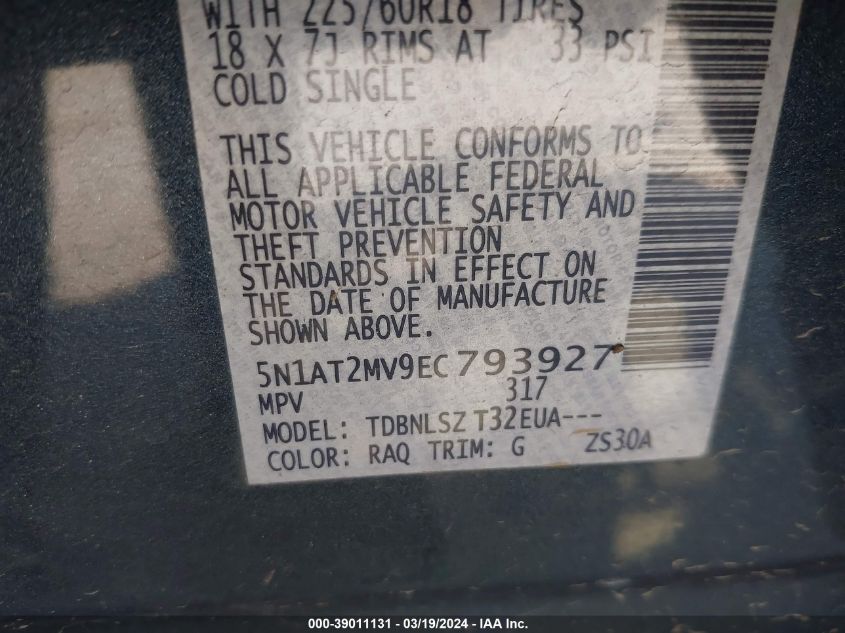 WITH 225/60R18 TIRES
18 X 7J RIMS AT 33 PSI
COLD SINGLE
THIS VEHICLE CONFORMS TO
ALL APPLICABLE FEDERAL
MOTOR VEHICLE SAFETY AND
THEFT PREVENTION
STANDARDS IN EFFECT ON
THE DATE OF MANUFACTURE
SHOWN ABOVE.
5N1AT2MV9EC793927
MPV 317
MODEL: TDBNLSZ T32EUA---
COLOR: RAQ TRIM: G ZS30A
000-39011131 - 03/19/2024 - IAA Inc.